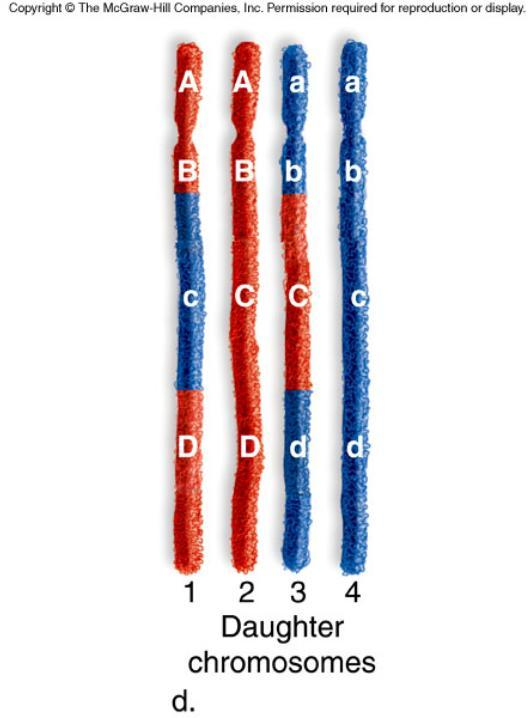 Copyright © The McGraw-Hill Companies, Inc. Permission required for reproduction or display.
A A a a
B B b b
c C C c
D D d d
1 2 3 4
Daughter
chromosomes
d.